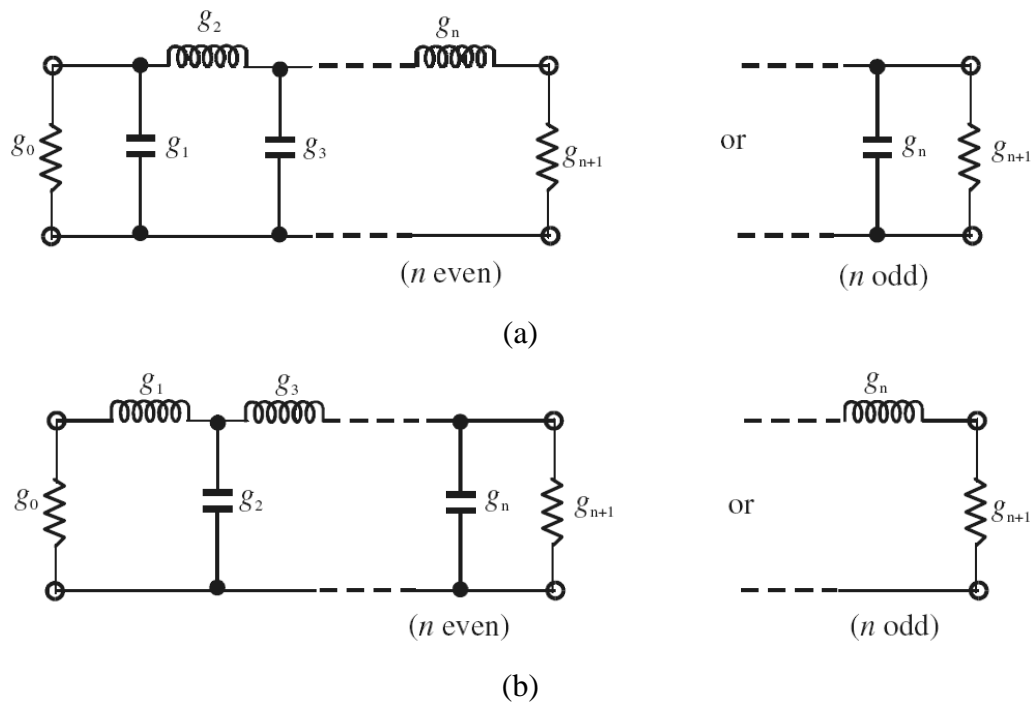 g₂ gₙ
g₀ g₁ g₃ gₙ₊₁ or gₙ gₙ₊₁
(n even) (n odd)
(a)
g₁ g₃ gₙ
g₀ g₂ gₙ gₙ₊₁ or gₙ₊₁
(n even) (n odd)
(b)